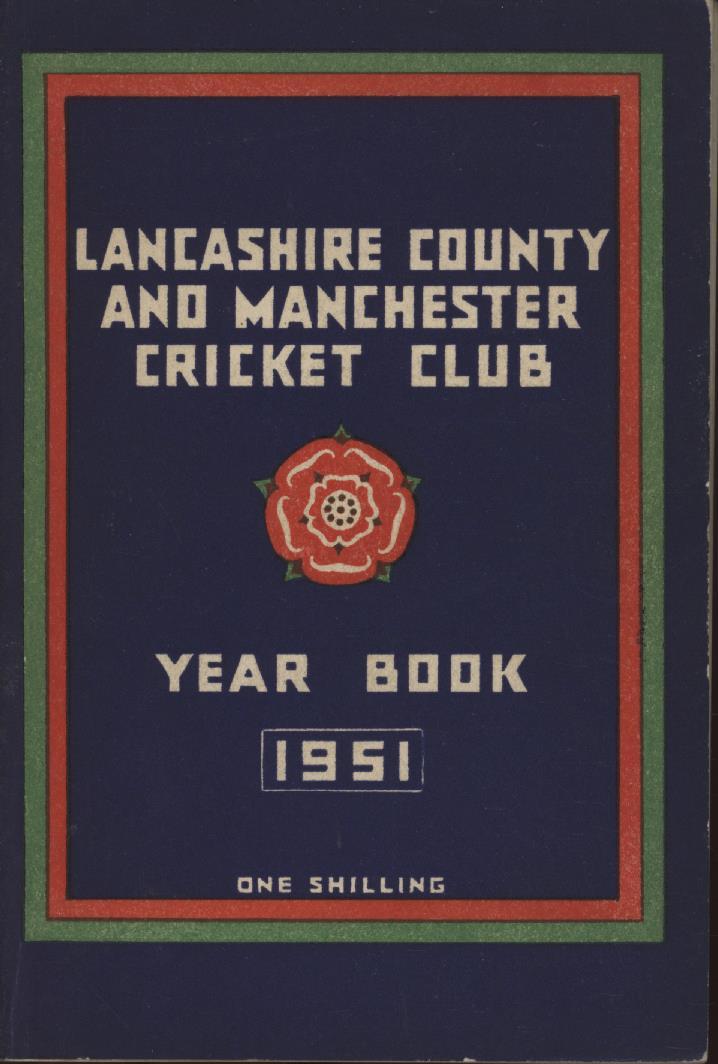 LANCASHIRE COUNTY
AND MANCHESTER
CRICKET CLUB
YEAR BOOK
1951
ONE SHILLING